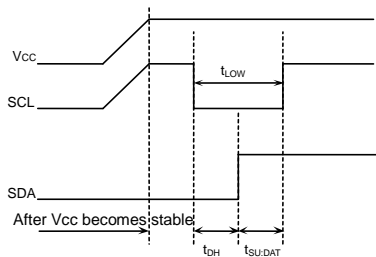 Vcc
tLOW
SCL
SDA
After Vcc becomes stable
tDH
tSU:DAT